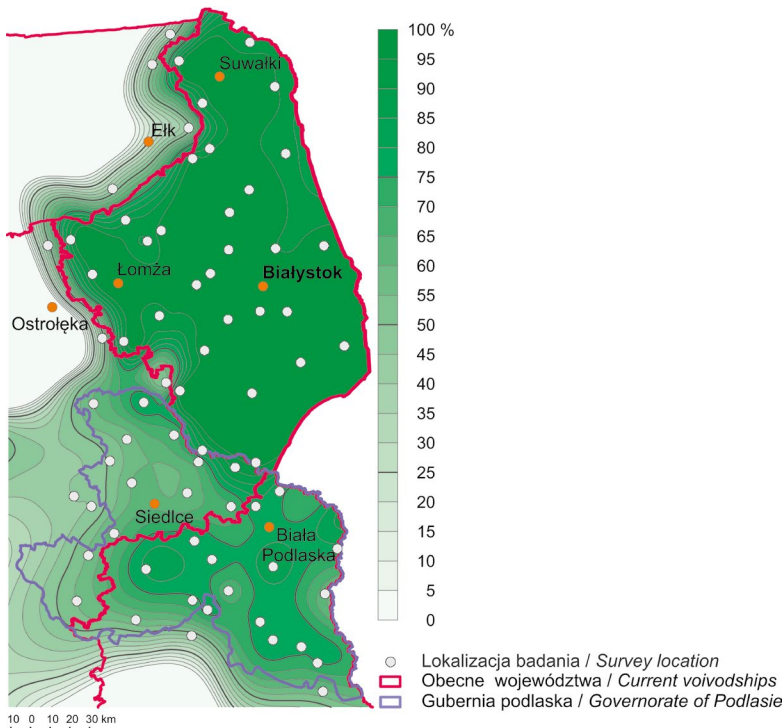 100 %
95
90
85
80
75
70
65
60
55
50
45
40
35
30
25
20
15
10
5
0
Suwałki
Ełk
Łomża
Białystok
Ostrołęka
Siedlce
Biała
Podlaska
Lokalizacja badania / Survey location
Obecne województwa / Current voivodships
Gubernia podlaska / Governorate of Podlasie
10 0 10 20 30 km